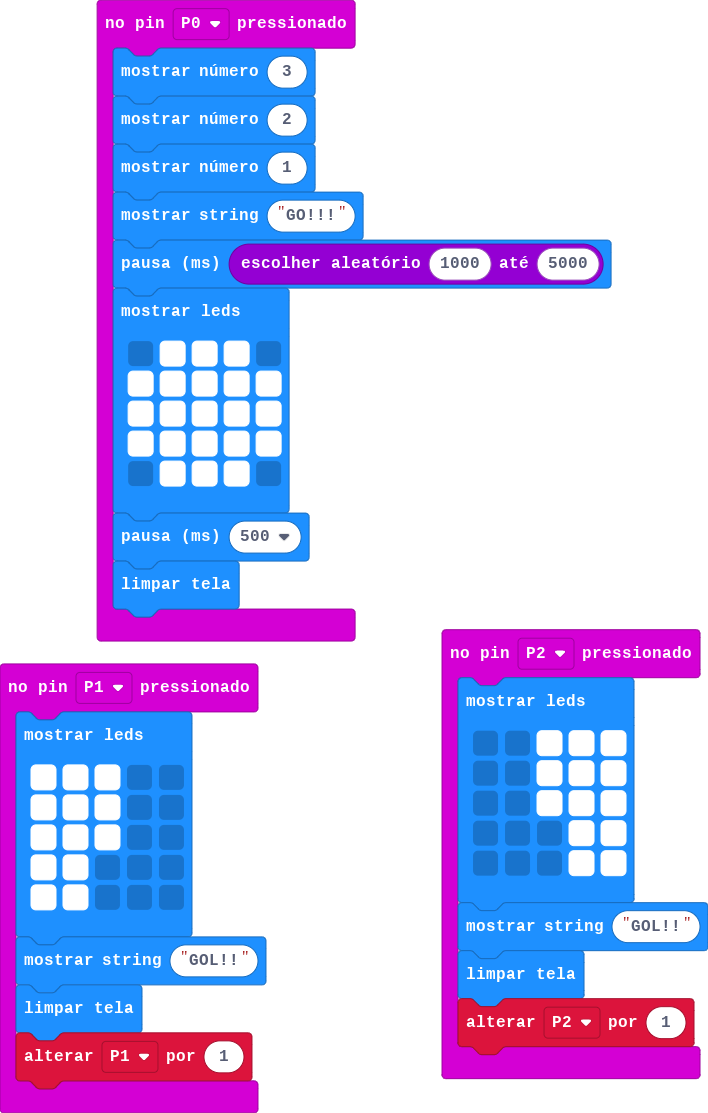 no pin P0 pressionado
mostrar número 3
mostrar número 2
mostrar número 1
mostrar string "GO!!!"
pausa (ms) escolher aleatório 1000 até 5000
mostrar leds
pausa (ms) 500
limpar tela
no pin P1 pressionado
mostrar leds
mostrar string "GOL!!"
limpar tela
alterar P1 por 1
no pin P2 pressionado
mostrar leds
mostrar string "GOL!!"
limpar tela
alterar P2 por 1